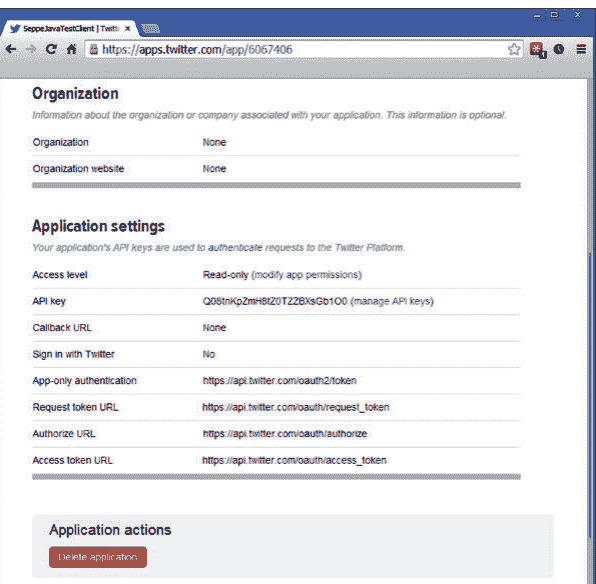 SeppeJavaTestClient | Twitt
https://apps.twitter.com/app/6067406
Organization
Information about the organization or company associated with your application. This information is optional.
Organization None
Organization website None
Application settings
Your application's API keys are used to authenticate requests to the Twitter Platform.
Access level Read-only (modify app permissions)
API key (manage API keys)
Callback URL None
Sign in with Twitter No
App-only authentication https://api.twitter.com/oauth2/token
Request token URL https://api.twitter.com/oauth/request_token
Authorize URL https://api.twitter.com/oauth/authorize
Access token URL https://api.twitter.com/oauth/access_token
Application actions
Delete application